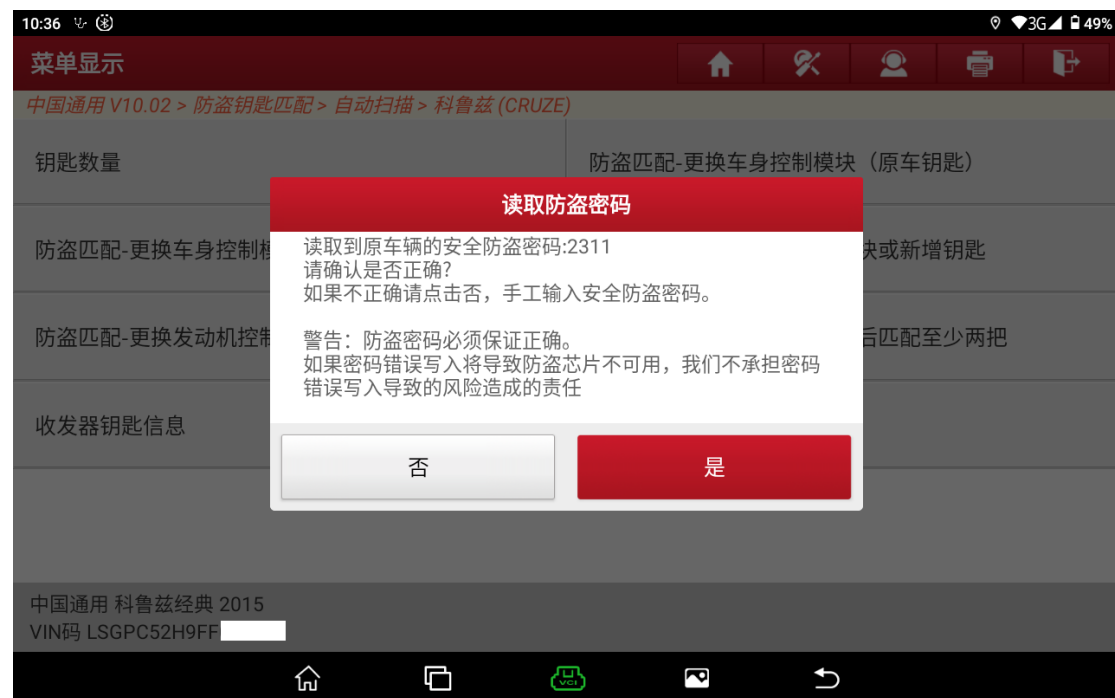 10:36
3G 49%
菜单显示
中国通用 V10.02 > 防盗钥匙匹配 > 自动扫描 > 科鲁兹 (CRUZE)
钥匙数量
防盗匹配-更换车身控制模块（原车钥匙）
读取防盗密码
防盗匹配-更换车身控制模
块或新增钥匙
读取到原车辆的安全防盗密码:2311
请确认是否正确?
如果不正确请点击否，手工输入安全防盗密码。
防盗匹配-更换发动机控制
后匹配至少两把
警告：防盗密码必须保证正确。
如果密码错误写入将导致防盗芯片不可用，我们不承担密码
错误写入导致的风险造成的责任
收发器钥匙信息
否
是
中国通用 科鲁兹经典 2015
VIN码 LSGPC52H9FF
VCI